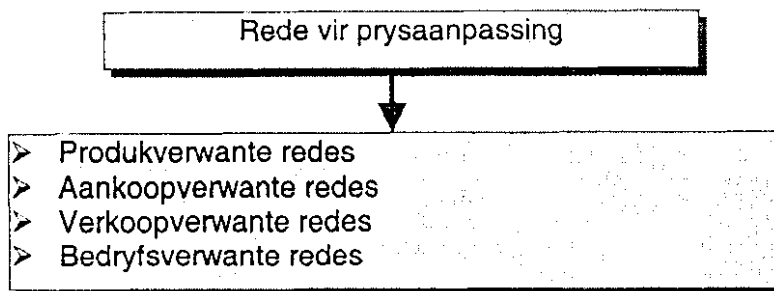 Rede vir prysaanpassing
➢ Produkverwante redes
➢ Aankoopverwante redes
➢ Verkoopverwante redes
➢ Bedryfsverwante redes